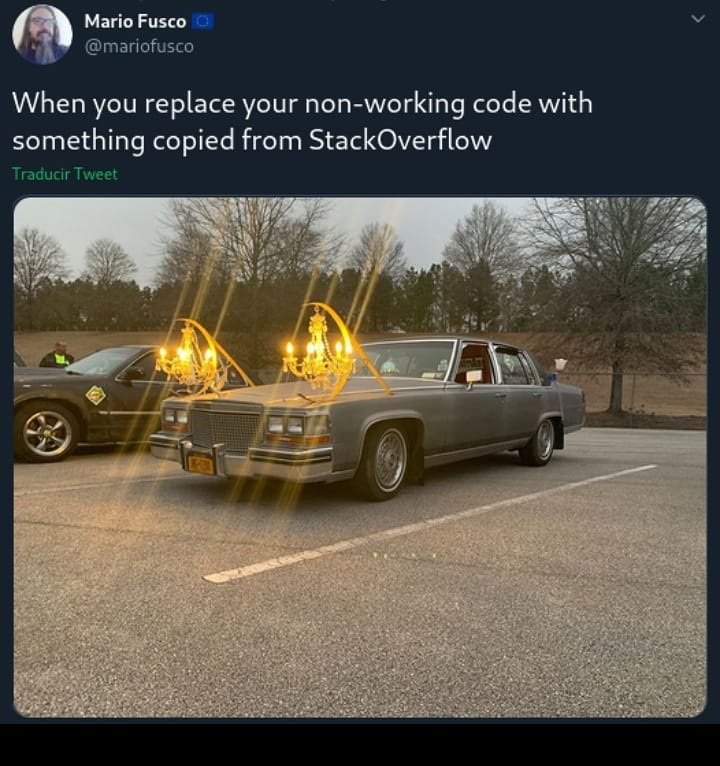 Mario Fusco
@mariofusco
When you replace your non-working code with
something copied from StackOverflow
Traducir Tweet